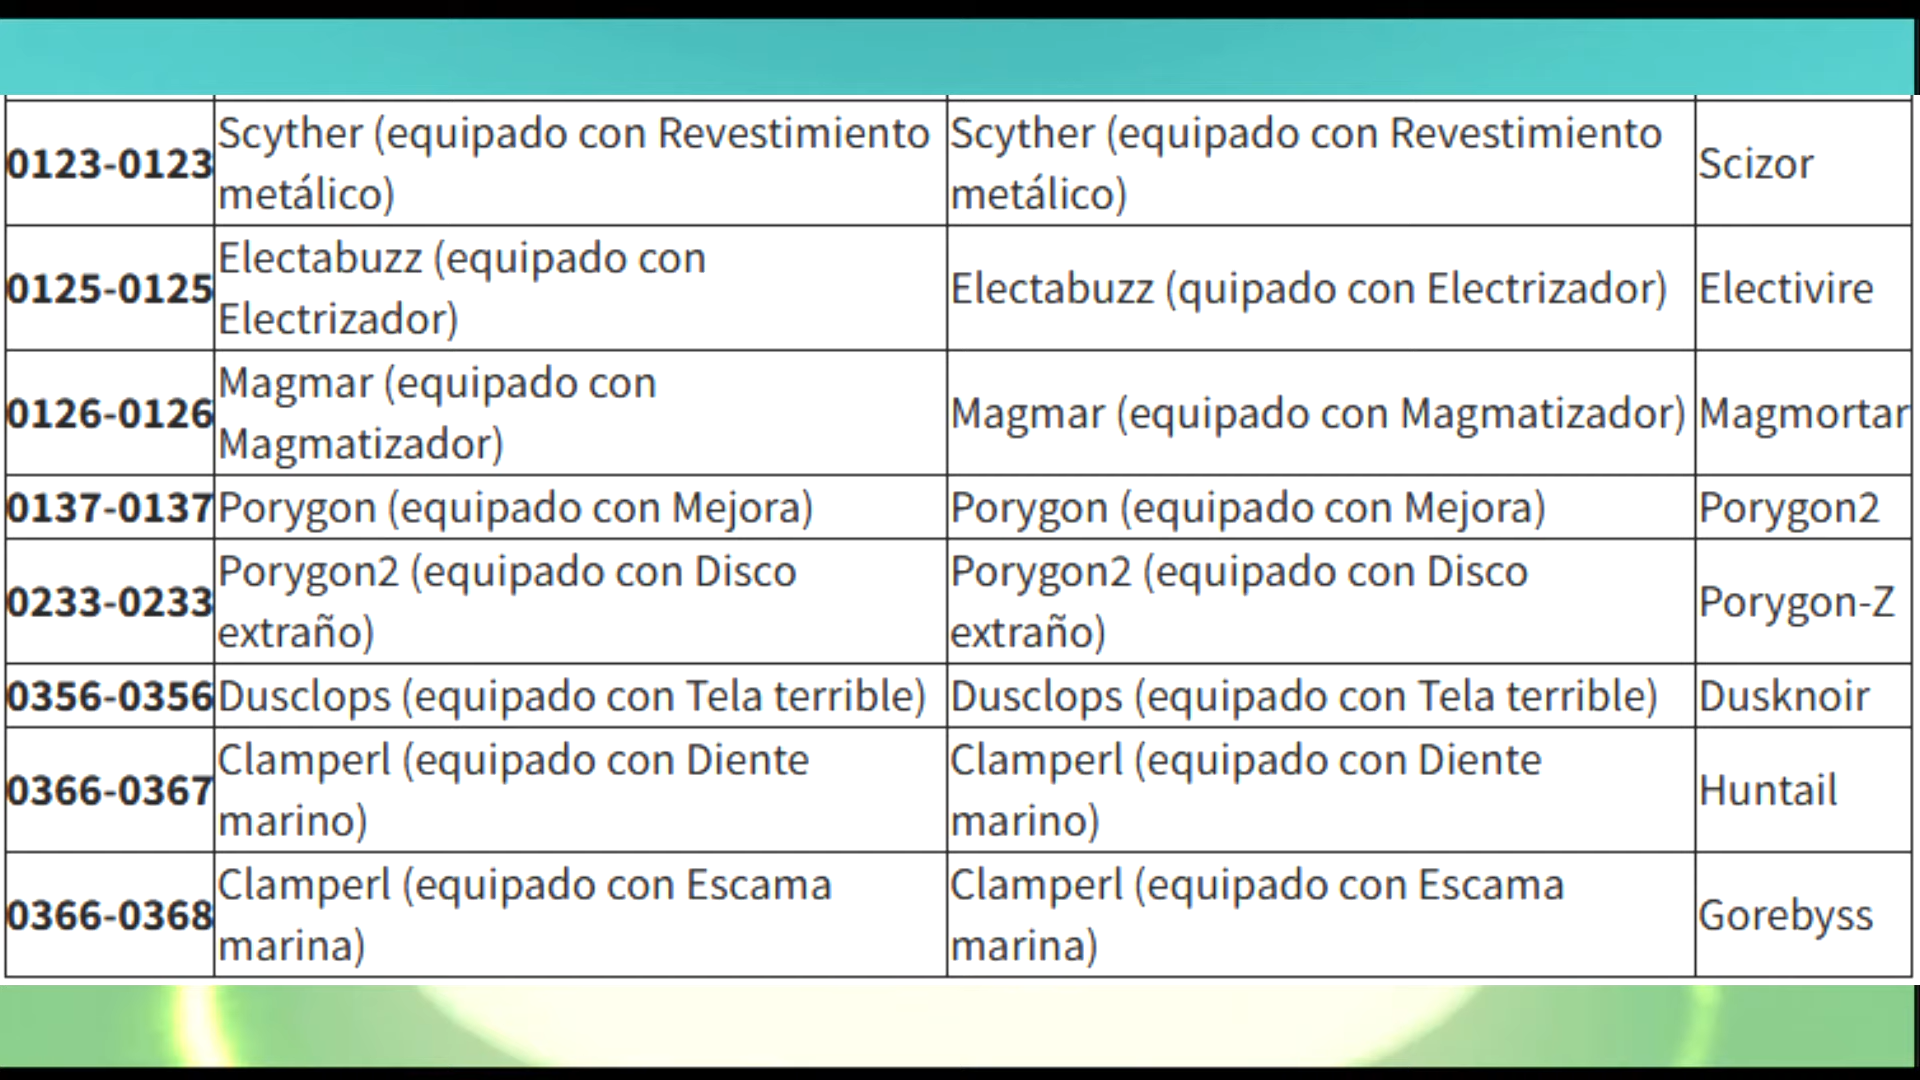 0123-0123 Scyther (equipado con Revestimiento metálico) Scyther (equipado con Revestimiento metálico) Scizor
0125-0125 Electabuzz (equipado con Electrizador) Electabuzz (quipado con Electrizador) Electivire
0126-0126 Magmar (equipado con Magmatizador) Magmar (equipado con Magmatizador) Magmortar
0137-0137 Porygon (equipado con Mejora) Porygon (equipado con Mejora) Porygon2
0233-0233 Porygon2 (equipado con Disco extraño) Porygon2 (equipado con Disco extraño) Porygon-Z
0356-0356 Dusclops (equipado con Tela terrible) Dusclops (equipado con Tela terrible) Dusknoir
0366-0367 Clamperl (equipado con Diente marino) Clamperl (equipado con Diente marino) Huntail
0366-0368 Clamperl (equipado con Escama marina) Clamperl (equipado con Escama marina) Gorebyss